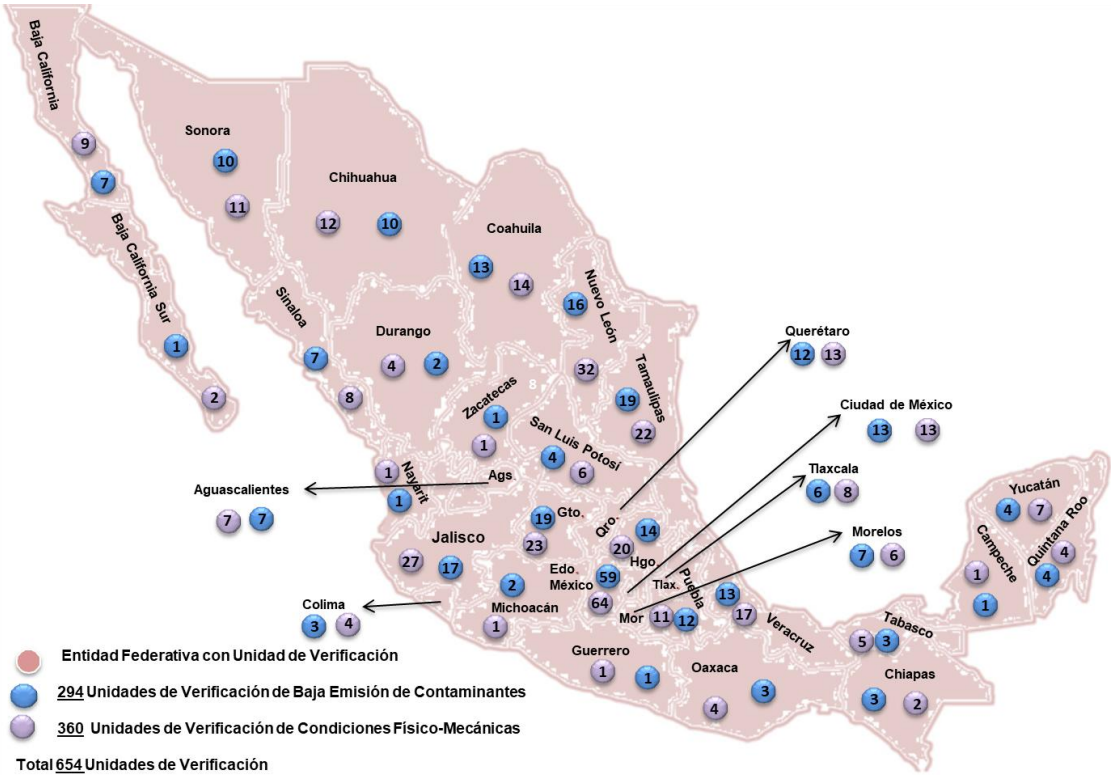 Baja California
9
7
Sonora
10
11
Chihuahua
12
10
Coahuila
13
14
Nuevo León
16
32
Baja California Sur
1
2
Sinaloa
7
8
Durango
4
2
8
Zacatecas
1
1
Tamaulipas
19
22
San Luis Potosí
4
6
Querétaro
12
13
Ciudad de México
13
13
Tlaxcala
6
8
Morelos
7
6
Nayarit
1
1
Ags.
Aguascalientes
7
7
Gto.
19
23
Qro.
14
20
Hgo.
Jalisco
27
17
Edo.
México
59
64
Michoacán
2
1
Colima
3
4
Tlax.
Mor
Puebla
11
12
Veracruz
13
17
Guerrero
1
1
Oaxaca
4
3
Tabasco
5
3
Chiapas
3
2
Yucatán
4
7
Campeche
1
1
Quintana Roo
4
4
Entidad Federativa con Unidad de Verificación
294 Unidades de Verificación de Baja Emisión de Contaminantes
360 Unidades de Verificación de Condiciones Físico-Mecánicas
Total 654 Unidades de Verificación